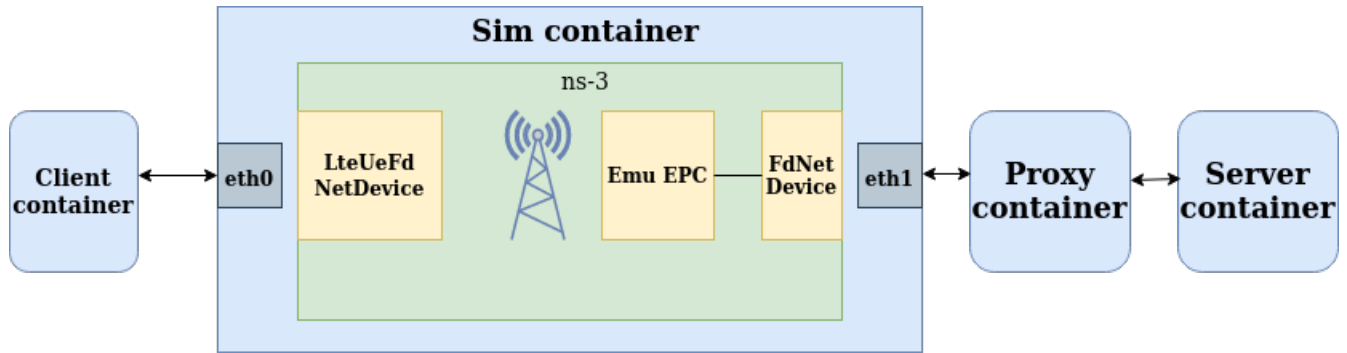 Sim container
ns-3
Client
container
eth0
LteUeFd
NetDevice
Emu EPC
FdNet
Device
eth1
Proxy
container
Server
container